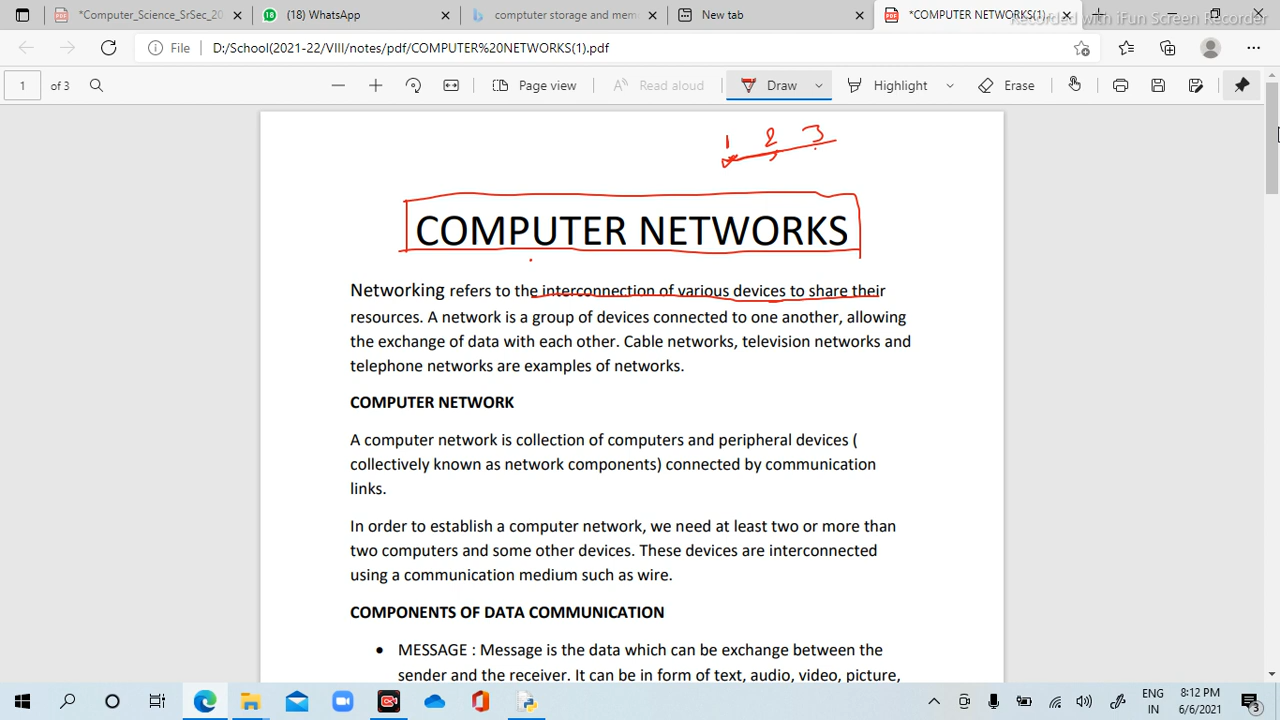 *Computer_Science_Stec_20
(18) WhatsApp
computer storage and mem
New tab
*COMPUTER NETWORKS(1).p
Recorded with iFun Screen Recorder
File
D:/School(2021-22/VIII/notes/pdf/COMPUTER%20NETWORKS(1).pdf
1
of 3
Page view
Read aloud
Draw
Highlight
Erase
1 2 3
COMPUTER NETWORKS
Networking refers to the interconnection of various devices to share their
resources. A network is a group of devices connected to one another, allowing
the exchange of data with each other. Cable networks, television networks and
telephone networks are examples of networks.
COMPUTER NETWORK
A computer network is collection of computers and peripheral devices (
collectively known as network components) connected by communication
links.
In order to establish a computer network, we need at least two or more than
two computers and some other devices. These devices are interconnected
using a communication medium such as wire.
COMPONENTS OF DATA COMMUNICATION
• MESSAGE : Message is the data which can be exchange between the
sender and the receiver. It can be in form of text, audio, video, picture,
ENG
IN
8:12 PM
6/6/2021
3